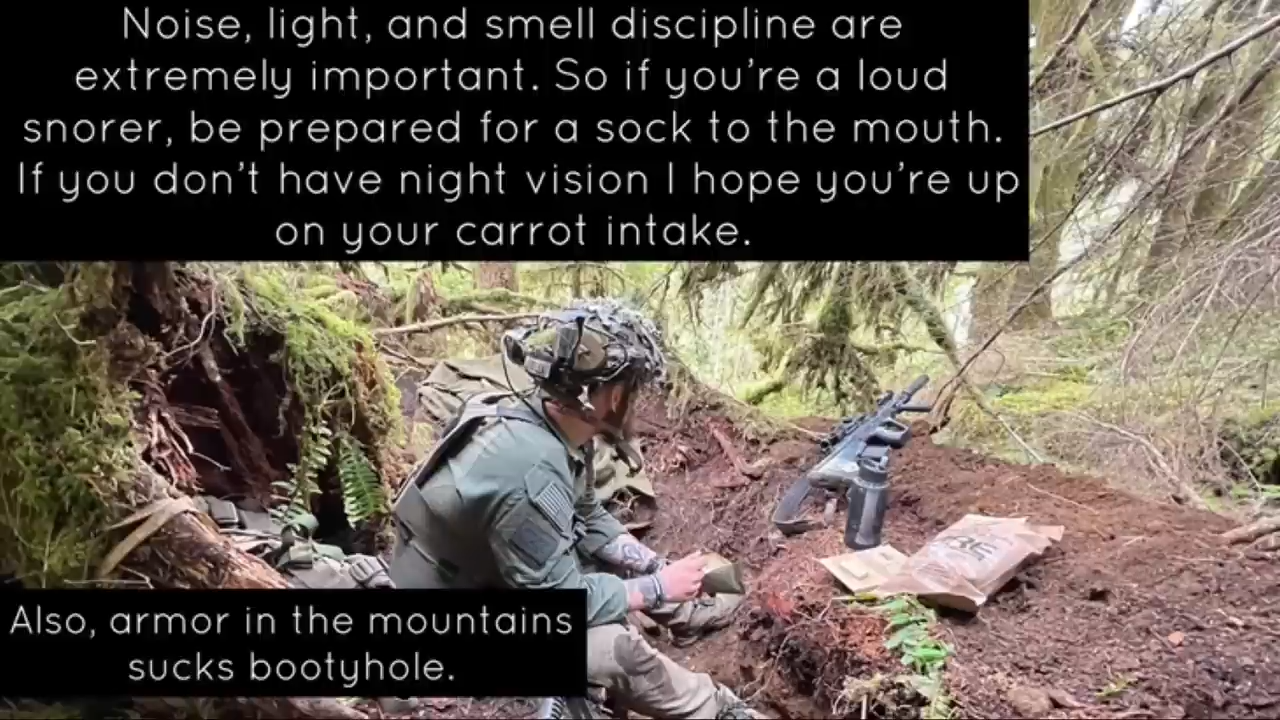 Noise, light, and smell discipline are
extremely important. So if you're a loud
snorer, be prepared for a sock to the mouth.
If you don't have night vision I hope you're up
on your carrot intake.
Also, armor in the mountains
sucks bootyhole.